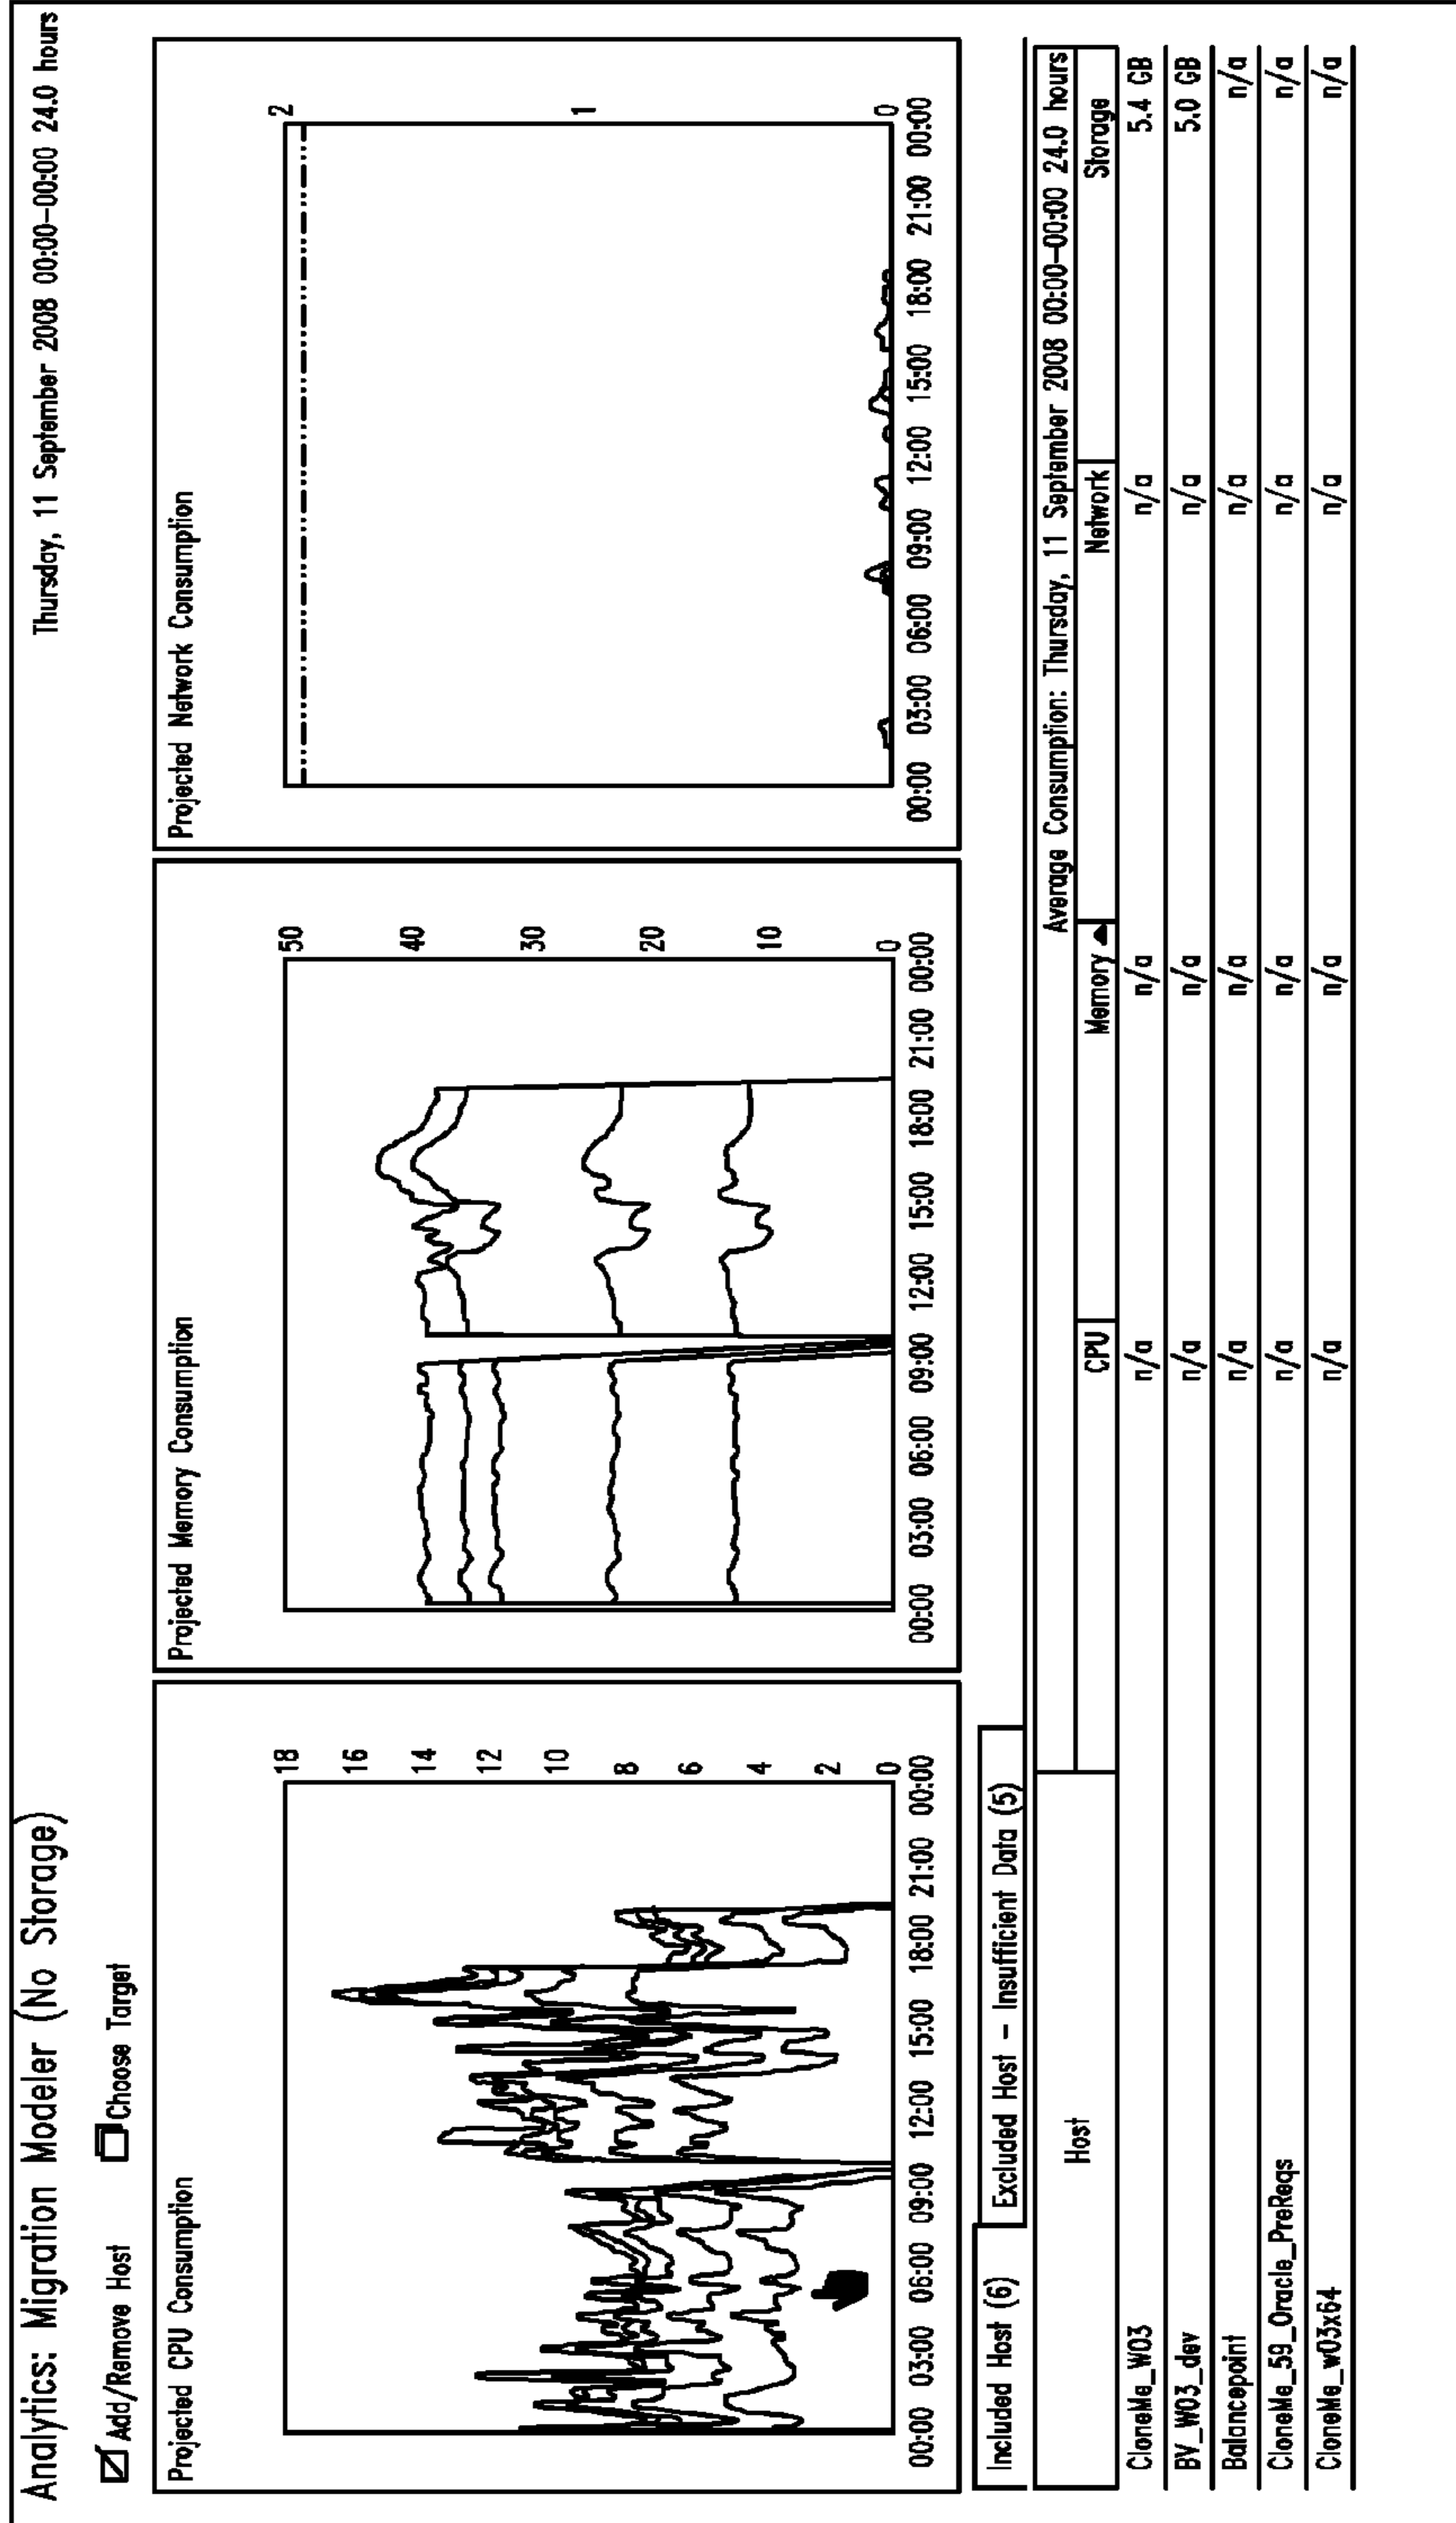 Analytics: Migration Modeler (No Storage)
Thursday, 11 September 2008 00:00-00:00 24.0 hours
Add/Remove Host
Choose Target
Projected CPU Consumption
18
16
14
12
10
8
6
4
2
0
00:00 03:00 06:00 09:00 12:00 15:00 18:00 21:00 00:00
Projected Memory Consumption
50
40
30
20
10
0
00:00 03:00 06:00 09:00 12:00 15:00 18:00 21:00 00:00
Projected Network Consumption
2
1
0
00:00 03:00 06:00 09:00 12:00 15:00 18:00 21:00 00:00
Included Host (6)
Excluded Host - Insufficient Data (5)
Average Consumption: Thursday, 11 September 2008 00:00-00:00 24.0 hours
Host CPU Memory Network Storage
CloneMe_W03 n/a n/a n/a 5.4 GB
BV_W03_dev n/a n/a n/a 5.0 GB
Balancepoint n/a n/a n/a n/a
CloneMe_59_Oracle_PreReqs n/a n/a n/a n/a
CloneMe_w03x64 n/a n/a n/a n/a